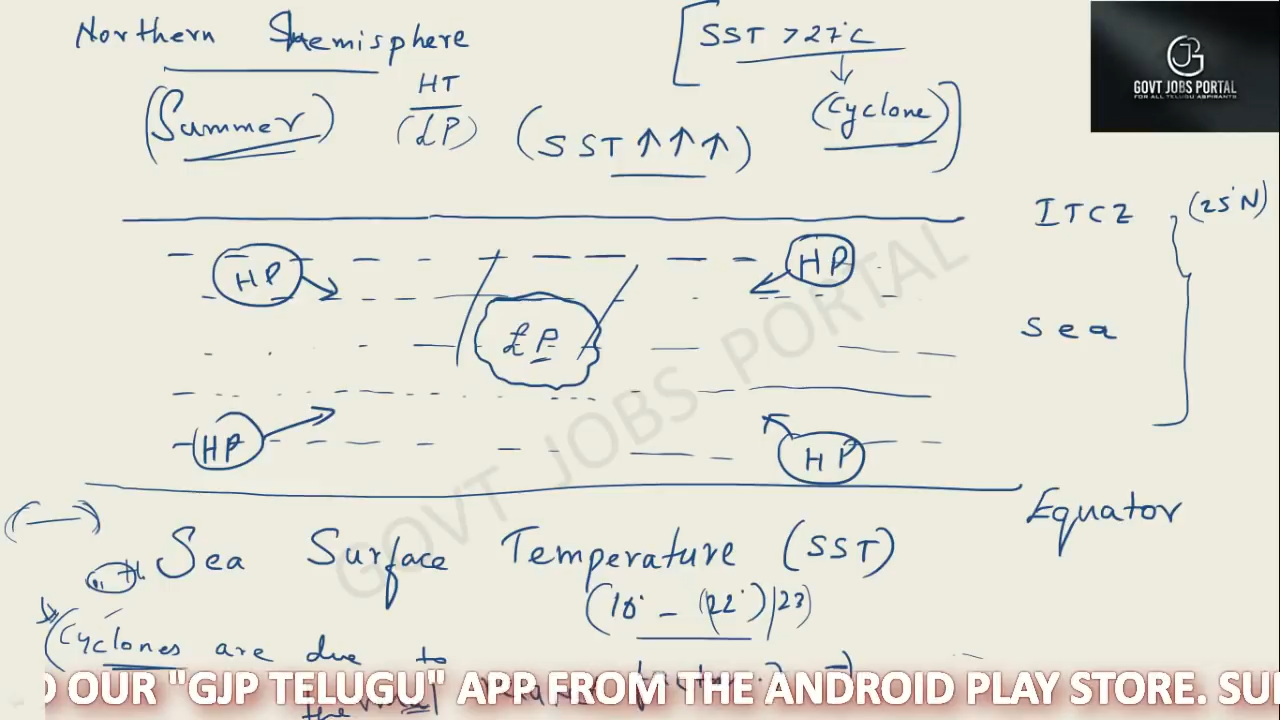 Northern Hemisphere
[SST > 27°C
(Cyclone)]
(Summer)
HT
(LP)
(SST ↑↑↑)
GOVT JOBS PORTAL
FOR ALL TELUGU ASPIRANTS
ITCZ (25°N)
HP HP
LP
Sea
HP HP
Equator
GOVT JOBS PORTAL
Sea Surface Temperature (SST)
(10° - (22°)/23)
(Cyclones are due to
the
D OUR "GJP TELUGU" APP FROM THE ANDROID PLAY STORE. SU